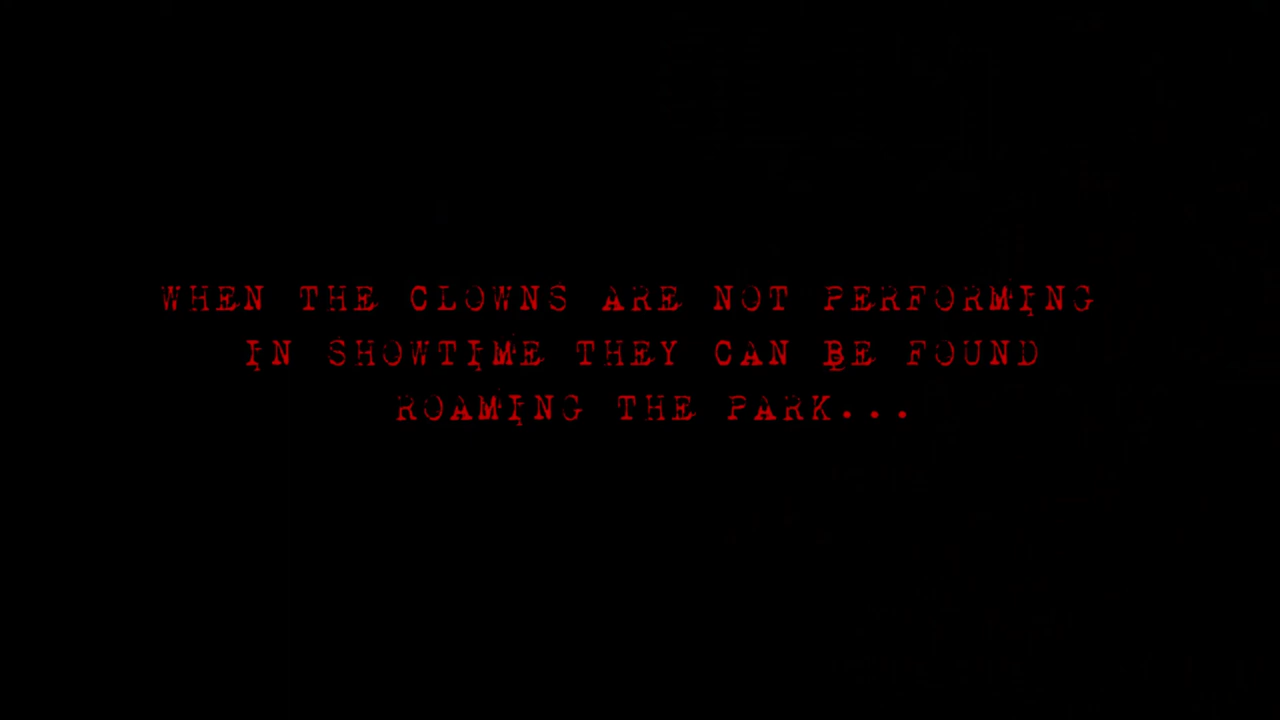 WHEN THE CLOWNS ARE NOT PERFORMING
IN SHOWTIME THEY CAN BE FOUND
ROAMING THE PARK...